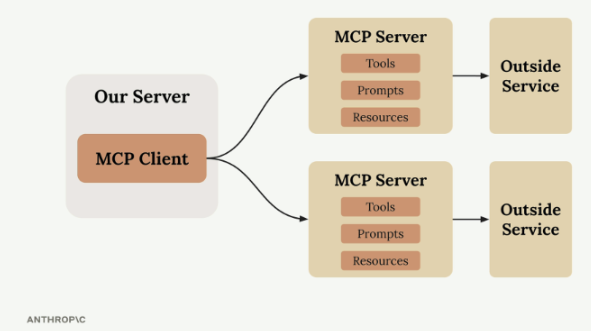 Our Server
MCP Client
MCP Server
Tools
Prompts
Resources
Outside
Service
MCP Server
Tools
Prompts
Resources
Outside
Service
ANTHROP\C